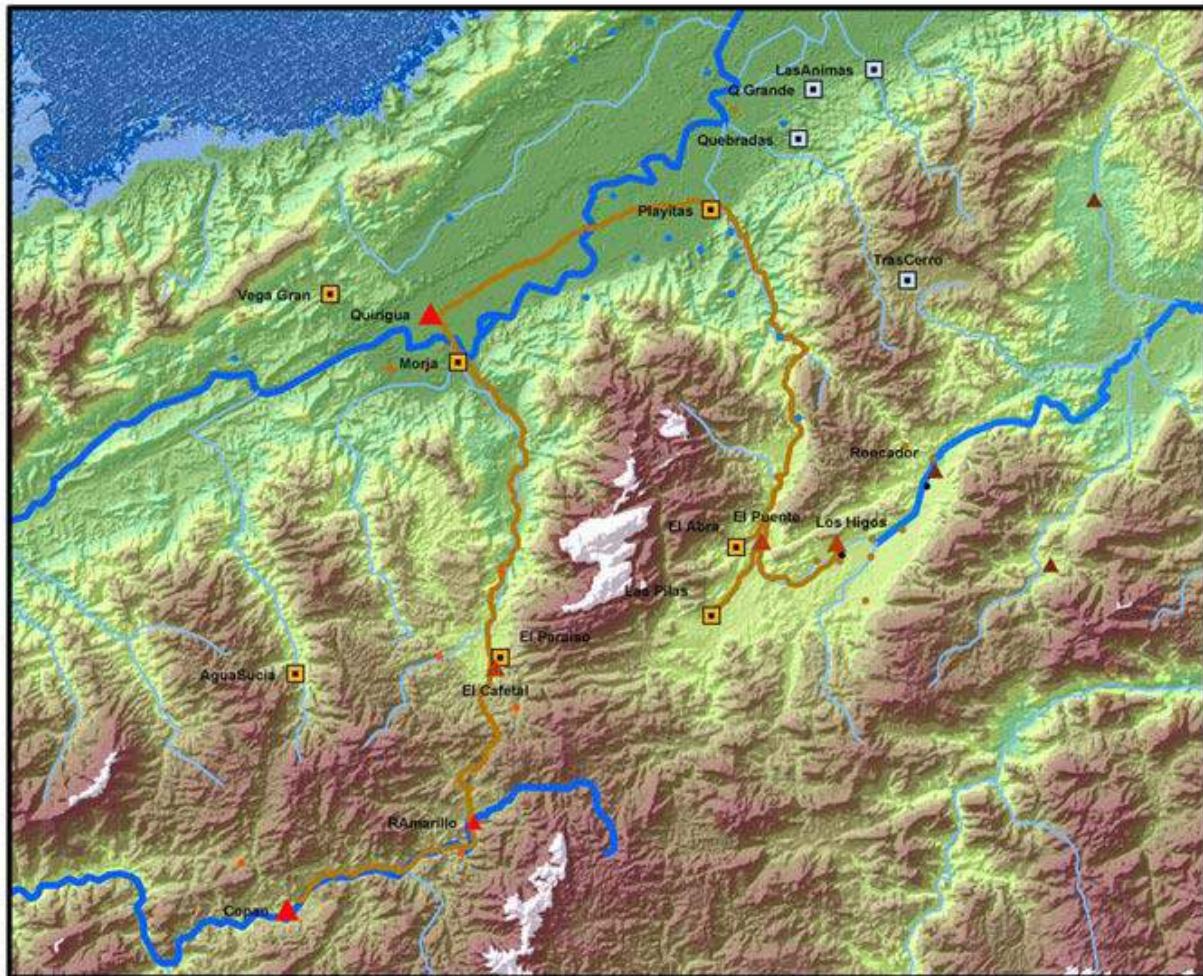 LasAnimas
Q Grande
Quebradas
Playitas
TrasCerro
Vega Gran
Quirigua
Morja
Roncador
El Abra
El Puente
Los Higos
Las Pilas
El Paraiso
AguaSucia
El Cafetal
RAmarillo
Copan